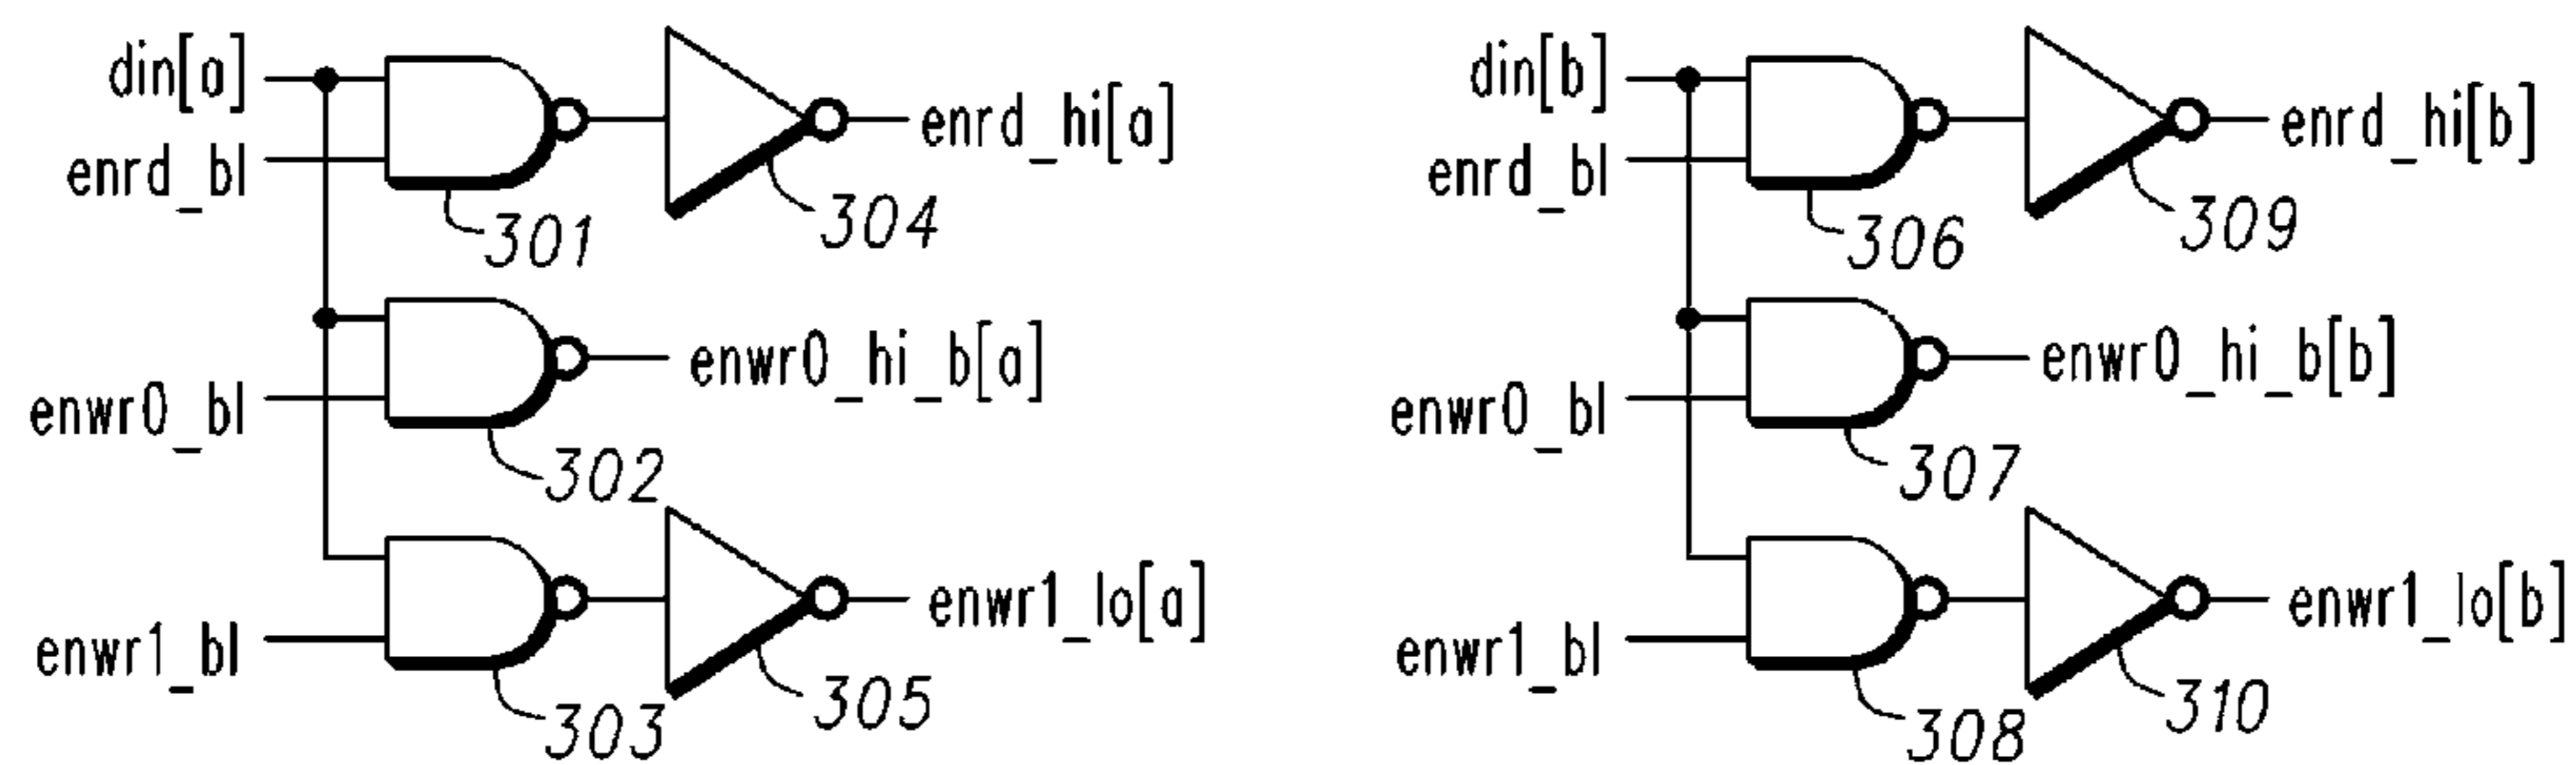 din[a]
enrd_bl
301
304
enrd_hi[a]
enwr0_bl
302
enwr0_hi_b[a]
enwr1_bl
303
305
enwr1_lo[a]
din[b]
enrd_bl
306
309
enrd_hi[b]
enwr0_bl
307
enwr0_hi_b[b]
enwr1_bl
308
310
enwr1_lo[b]